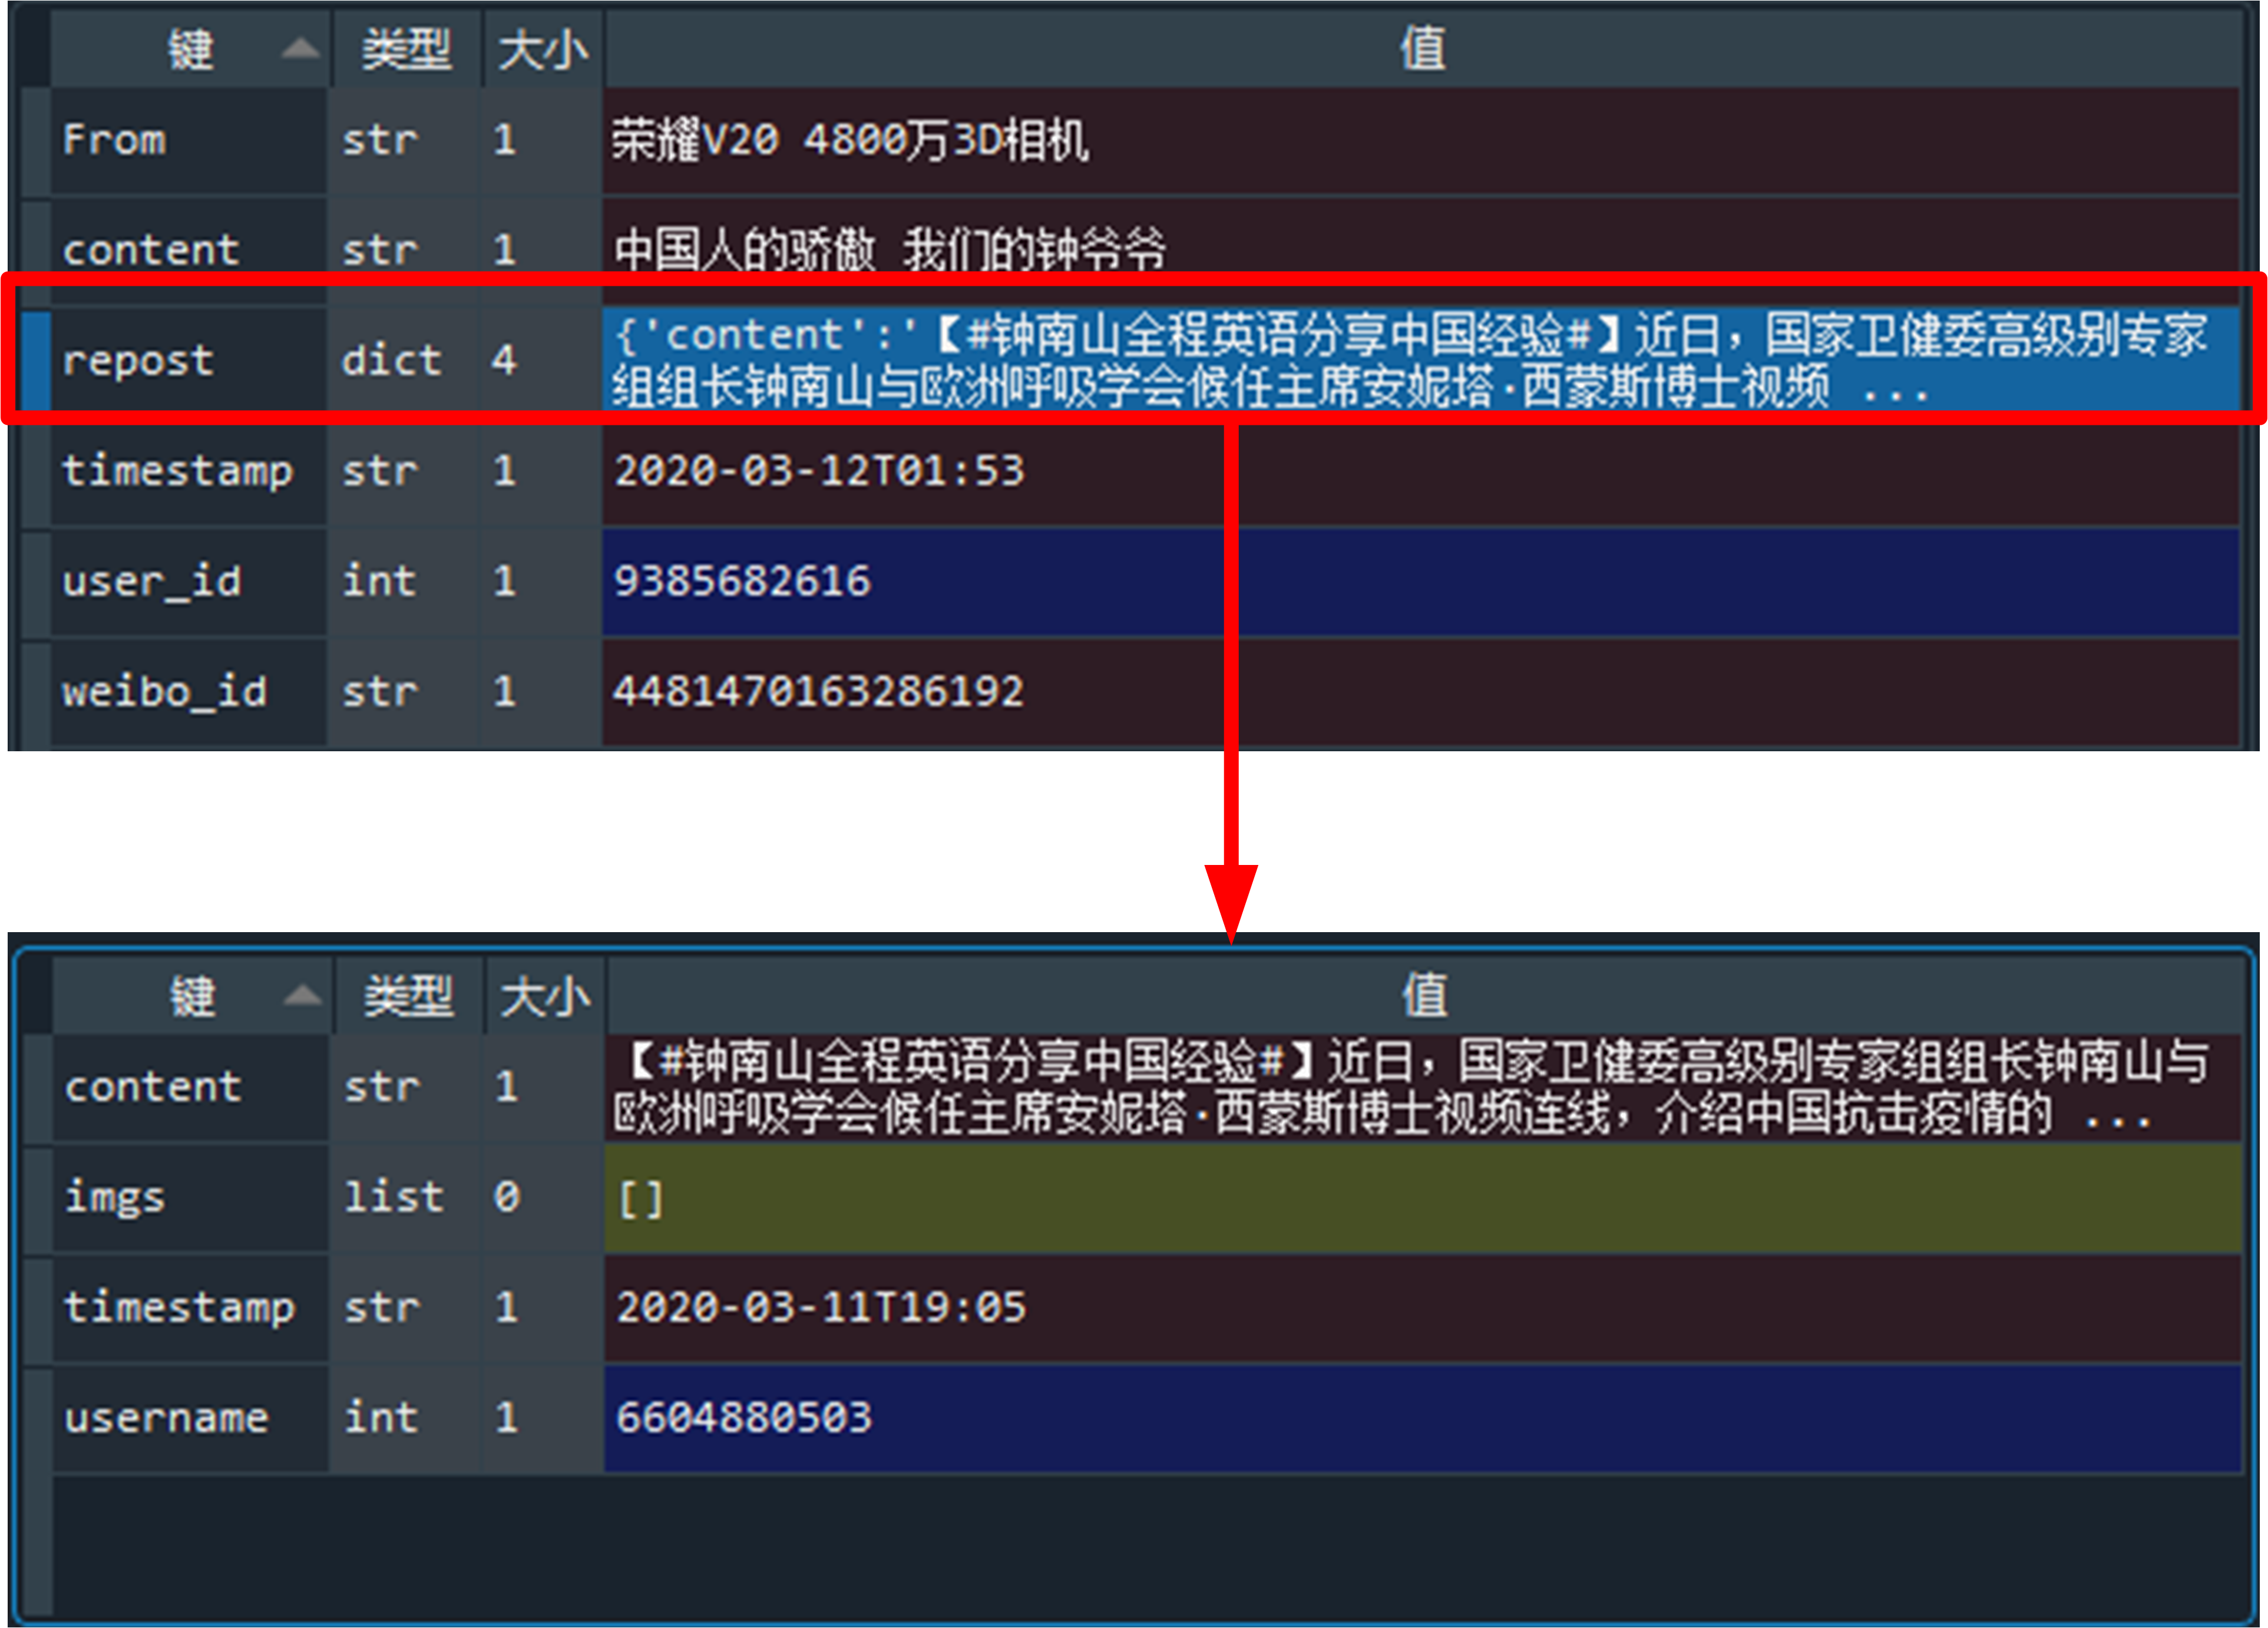 键 类型 大小 值
From str 1 荣耀V20 4800万3D相机
content str 1 中国人的骄傲 我们的钟爷爷
repost dict 4 {'content':'【#钟南山全程英语分享中国经验#】近日，国家卫健委高级别专家
组组长钟南山与欧洲呼吸学会候任主席安妮塔·西蒙斯博士视频 ...
timestamp str 1 2020-03-12T01:53
user_id int 1 9385682616
weibo_id str 1 4481470163286192
键 类型 大小 值
content str 1 【#钟南山全程英语分享中国经验#】近日，国家卫健委高级别专家组组长钟南山与
欧洲呼吸学会候任主席安妮塔·西蒙斯博士视频连线，介绍中国抗击疫情的 ...
imgs list 0 []
timestamp str 1 2020-03-11T19:05
username int 1 6604880503